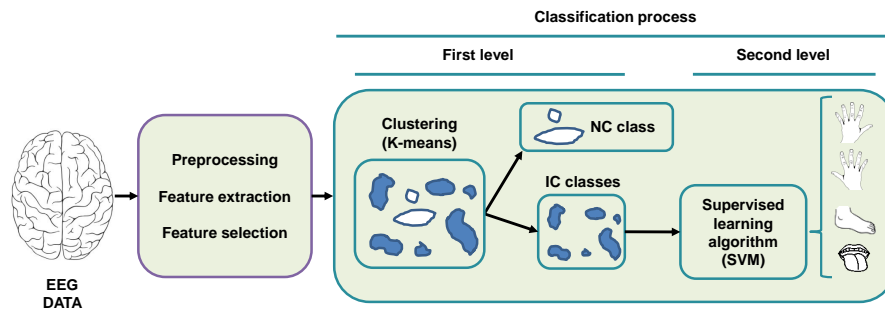 Classification process
First level
Second level
Clustering
(K-means)
NC class
IC classes
Preprocessing
Feature extraction
Feature selection
Supervised
learning
algorithm
(SVM)
EEG
DATA